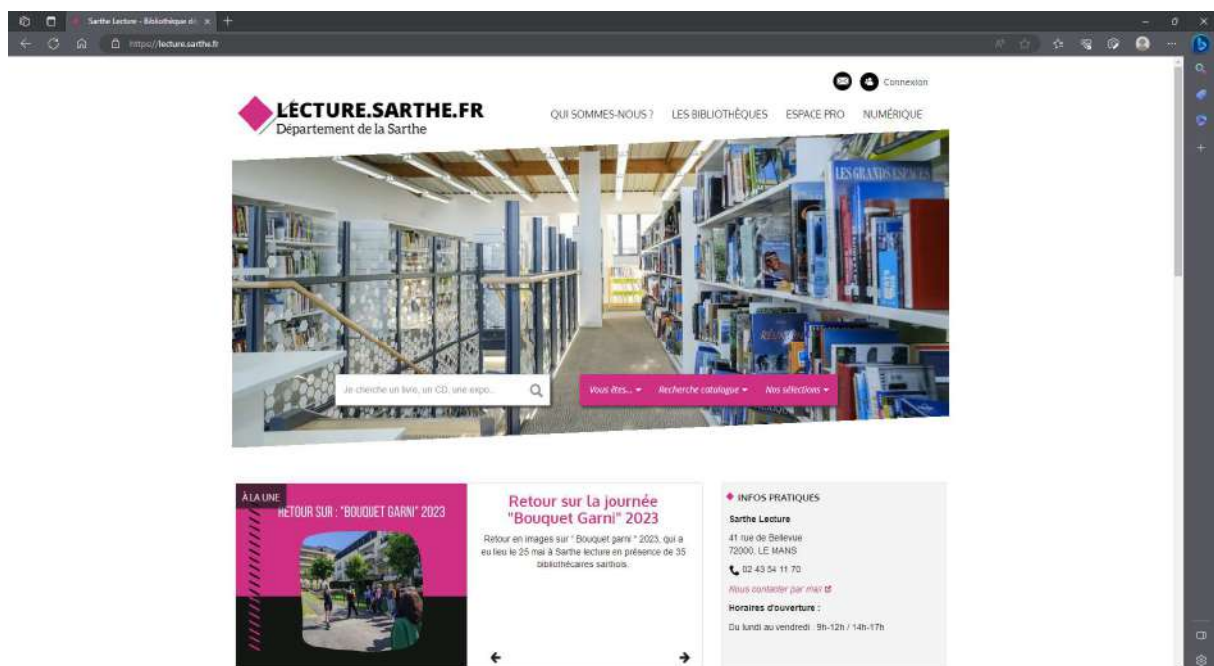 Sarthe Lecture - Bibliothèque dé
https://lecture.sarthe.fr
Connexion
LECTURE.SARTHE.FR
Département de la Sarthe
QUI SOMMES-NOUS ?
LES BIBLIOTHÈQUES
ESPACE PRO
NUMÉRIQUE
LES GRANDS ESPACES
Je cherche un livre, un CD, une expo...
Vous êtes...
Recherche catalogue
Nos sélections
À LA UNE
RETOUR SUR : "BOUQUET GARNI" 2023
Retour sur la journée
"Bouquet Garni" 2023
Retour en images sur " Bouquet garni " 2023, qui a
eu lieu le 25 mai à Sarthe lecture en présence de 35
bibliothécaires sarthois.
INFOS PRATIQUES
Sarthe Lecture
41 rue de Bellevue
72000, LE MANS
02 43 54 11 70
Nous contacter par mail
Horaires d'ouverture :
Du lundi au vendredi : 9h-12h / 14h-17h